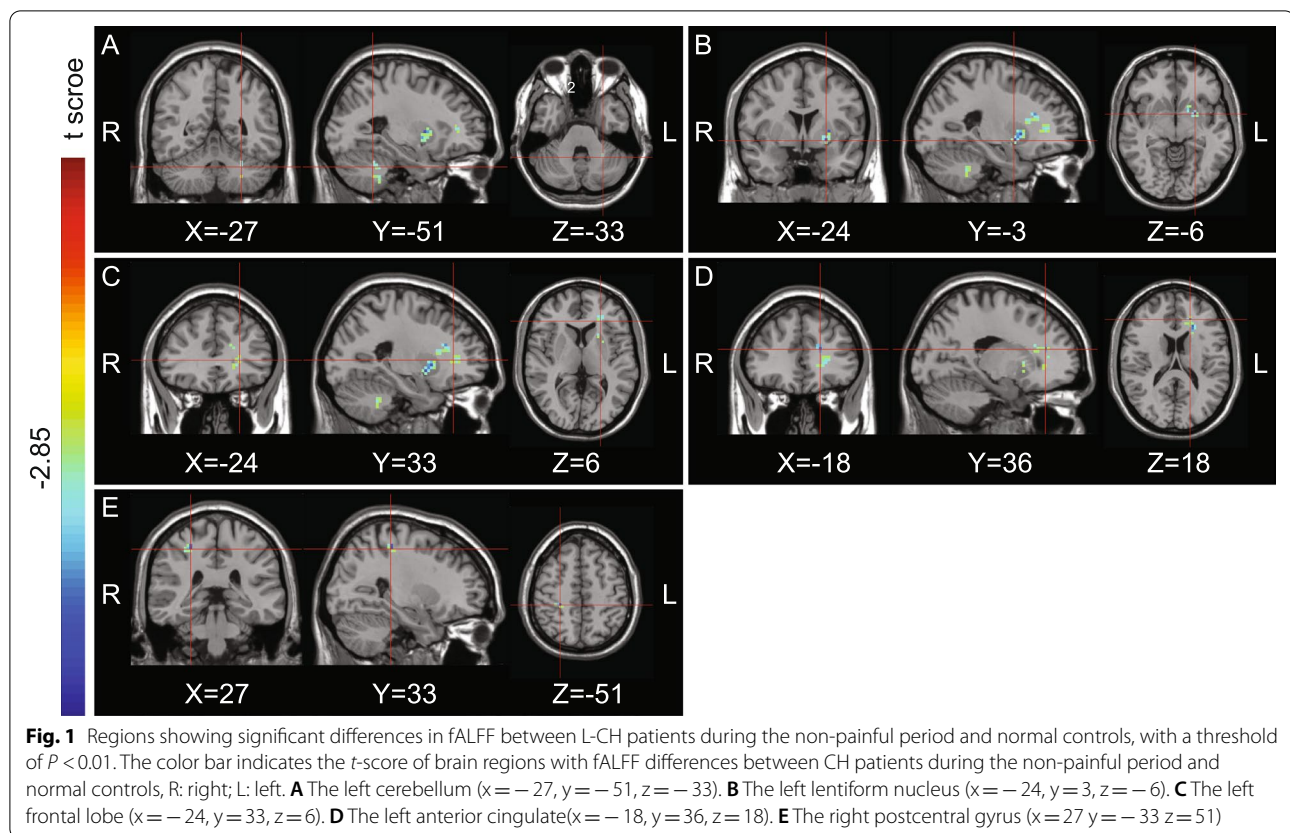 A
B
t scroe
2
R
L
R
L
X=-27
Y=-51
Z=-33
X=-24
Y=-3
Z=-6
C
D
-2.85
R
L
R
L
X=-24
Y=33
Z=6
X=-18
Y=36
Z=18
E
R
L
X=27
Y=33
Z=-51
Fig. 1 Regions showing significant differences in fALFF between L-CH patients during the non-painful period and normal controls, with a threshold
of P < 0.01. The color bar indicates the t-score of brain regions with fALFF differences between CH patients during the non-painful period and
normal controls, R: right; L: left. A The left cerebellum (x = − 27, y = − 51, z = − 33). B The left lentiform nucleus (x = − 24, y = 3, z = − 6). C The left
frontal lobe (x = − 24, y = 33, z = 6). D The left anterior cingulate(x = − 18, y = 36, z = 18). E The right postcentral gyrus (x = 27 y = − 33 z = 51)